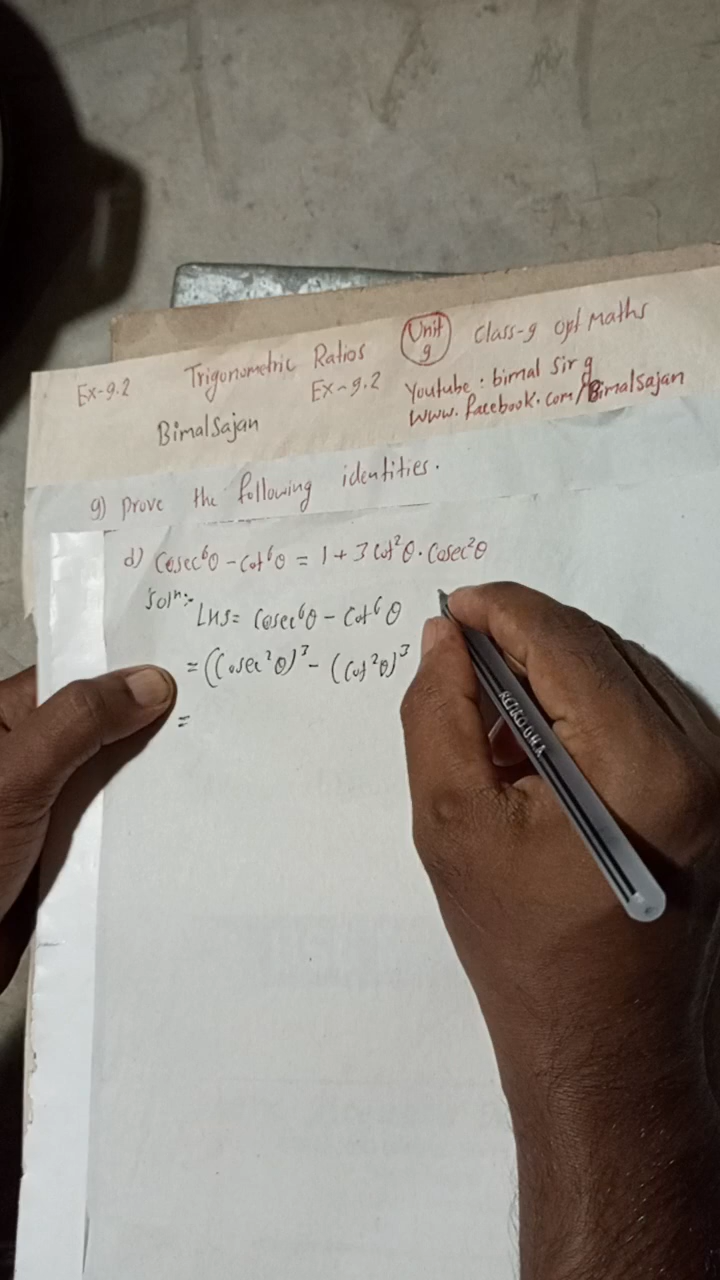 Ex-9.2 Trigonometric Ratios Ex-9.2 Unit 9 Class-9 opt Maths
BimalSajan Youtube : bimal Sir g
www.facebook.com/BimalSajan
9) Prove the following identities.
d) Cosec⁶θ - Cot⁶θ = 1 + 3 Cot²θ . Cosec²θ
Solⁿ:-
LHS = Cosec⁶θ - Cot⁶θ
= (Cosec²θ)³ - (Cot²θ)³
=